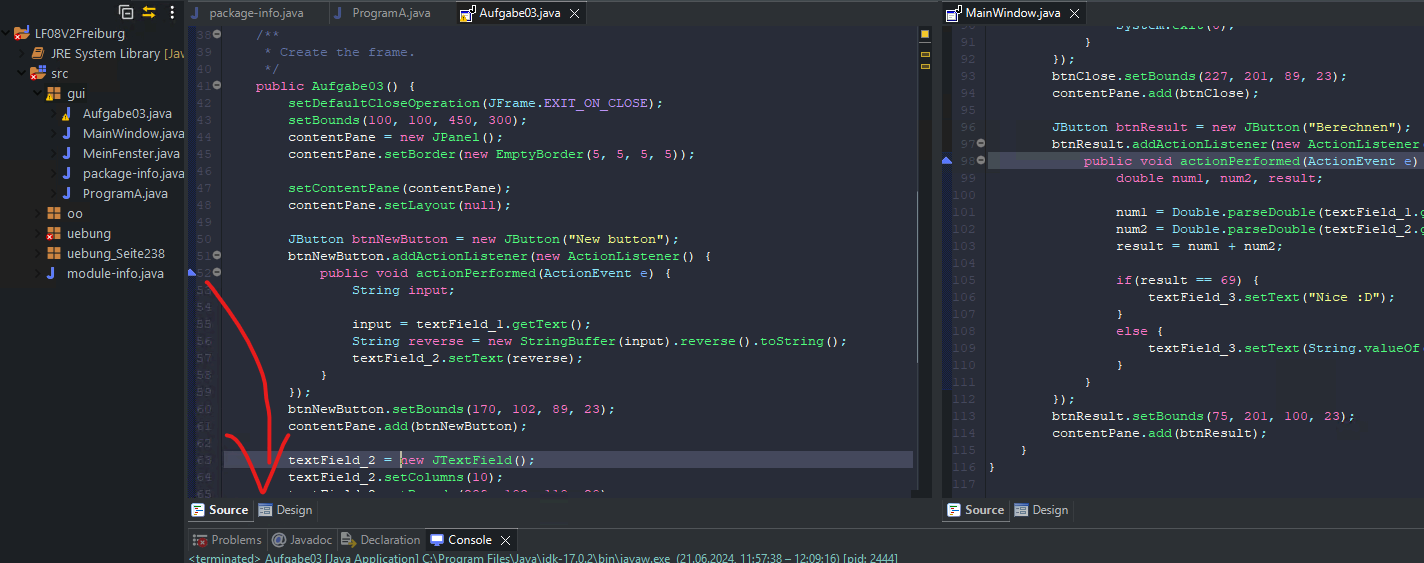 LF08V2Freiburg
JRE System Library [Jav
src
gui
Aufgabe03.java
MainWindow.java
MeinFenster.java
package-info.java
ProgramA.java
oo
uebung
uebung_Seite238
module-info.java
package-info.java
ProgramA.java
Aufgabe03.java
38 /**
39 * Create the frame.
40 */
41 public Aufgabe03() {
42 setDefaultCloseOperation(JFrame.EXIT_ON_CLOSE);
43 setBounds(100, 100, 450, 300);
44 contentPane = new JPanel();
45 contentPane.setBorder(new EmptyBorder(5, 5, 5, 5));
46
47 setContentPane(contentPane);
48 contentPane.setLayout(null);
49
50 JButton btnNewButton = new JButton("New button");
51 btnNewButton.addActionListener(new ActionListener() {
52 public void actionPerformed(ActionEvent e) {
53 String input;
54
55 input = textField_1.getText();
56 String reverse = new StringBuffer(input).reverse().toString();
57 textField_2.setText(reverse);
58 }
59 });
60 btnNewButton.setBounds(170, 102, 89, 23);
61 contentPane.add(btnNewButton);
62
63 textField_2 = new JTextField();
64 textField_2.setColumns(10);
65
Source
Design
MainWindow.java
90 System.exit(0);
91 }
92 });
93 btnClose.setBounds(227, 201, 89, 23);
94 contentPane.add(btnClose);
95
96 JButton btnResult = new JButton("Berechnen");
97 btnResult.addActionListener(new ActionListener
98 public void actionPerformed(ActionEvent e)
99 double num1, num2, result;
100
101 num1 = Double.parseDouble(textField_1.g
102 num2 = Double.parseDouble(textField_2.g
103 result = num1 + num2;
104
105 if(result == 69) {
106 textField_3.setText("Nice :D");
107 }
108 else {
109 textField_3.setText(String.valueOf
110 }
111 }
112 });
113 btnResult.setBounds(75, 201, 100, 23);
114 contentPane.add(btnResult);
115 }
116 }
117
Source
Design
Problems
Javadoc
Declaration
Console
<terminated> Aufgabe03 [Java Application] C:\Program Files\Java\jdk-17.0.2\bin\javaw.exe (21.06.2024, 11:57:38 – 12:09:16) [pid: 2444]